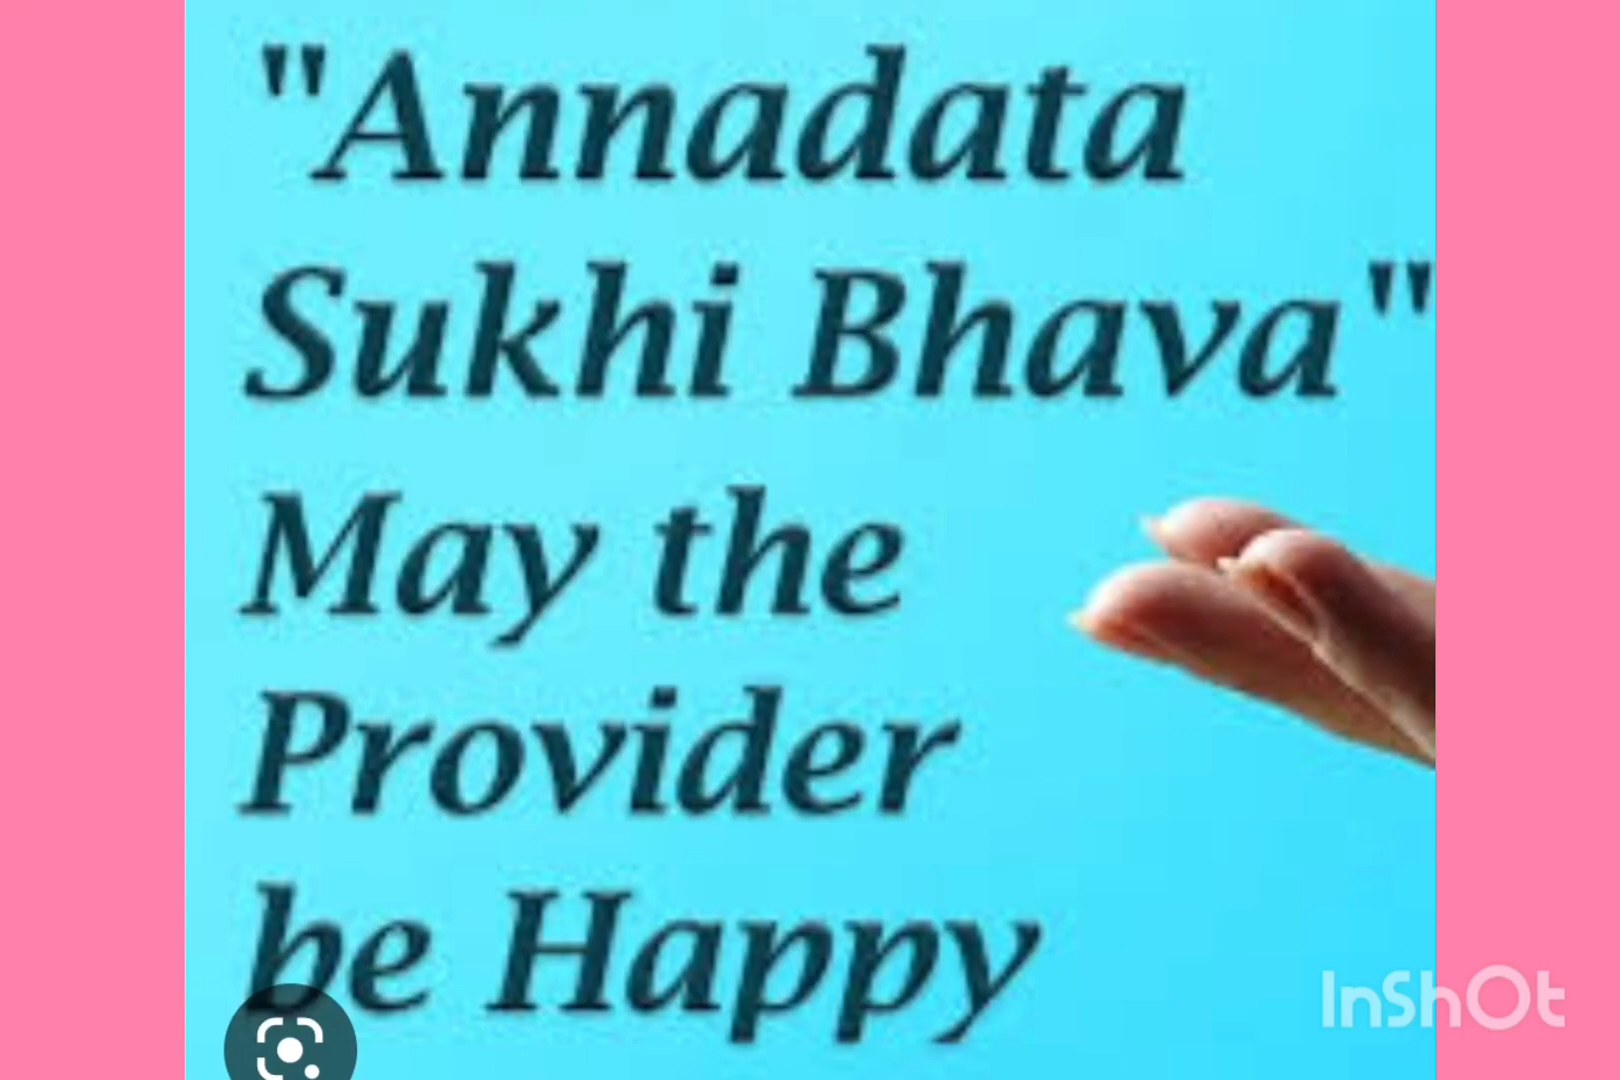 "Annadata
Sukhi Bhava"
May the
Provider
be Happy
InShOt